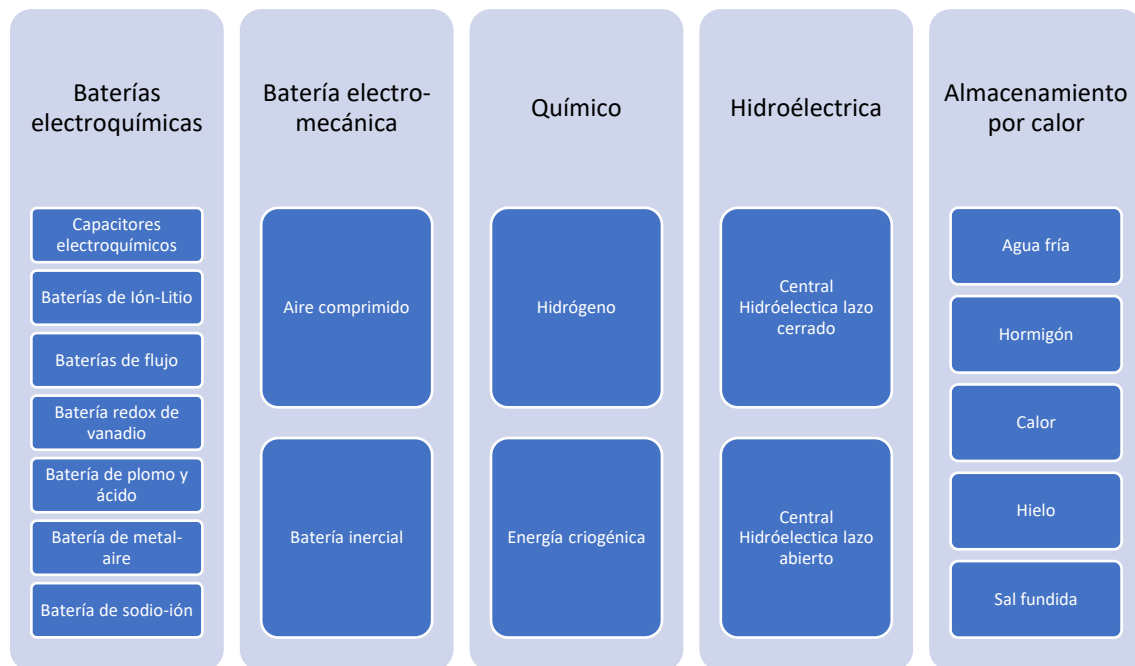 Baterías
electroquímicas
Capacitores
electroquímicos
Baterías de Ión-Litio
Baterías de flujo
Batería redox de
vanadio
Batería de plomo y
ácido
Batería de metal-
aire
Batería de sodio-ión
Batería electro-
mecánica
Aire comprimido
Batería inercial
Químico
Hidrógeno
Energía criogénica
Hidroélectrica
Central
Hidróelectica lazo
cerrado
Central
Hidróelectica lazo
abierto
Almacenamiento
por calor
Agua fría
Hormigón
Calor
Hielo
Sal fundida